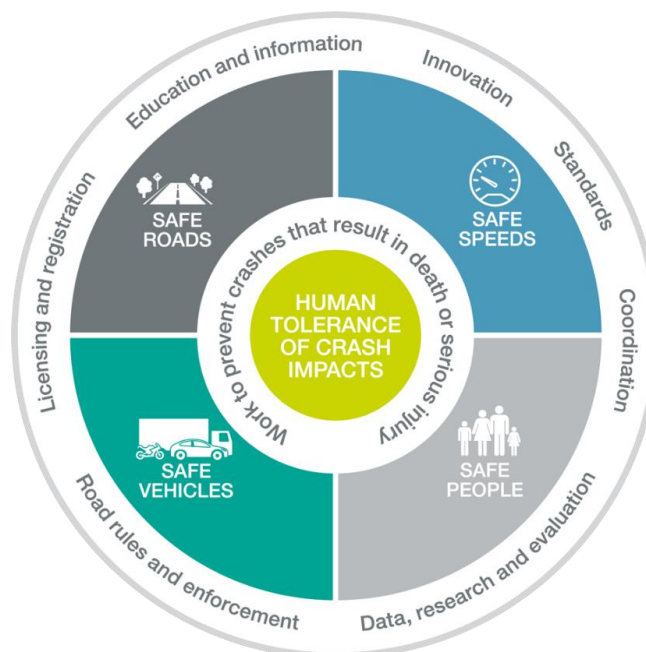 Education and information
Innovation
Standards
Coordination
Data, research and evaluation
Road rules and enforcement
Licensing and registration
SAFE
ROADS
SAFE
SPEEDS
SAFE
VEHICLES
SAFE
PEOPLE
Work to prevent crashes that result in death or serious injury
HUMAN
TOLERANCE
OF CRASH
IMPACTS